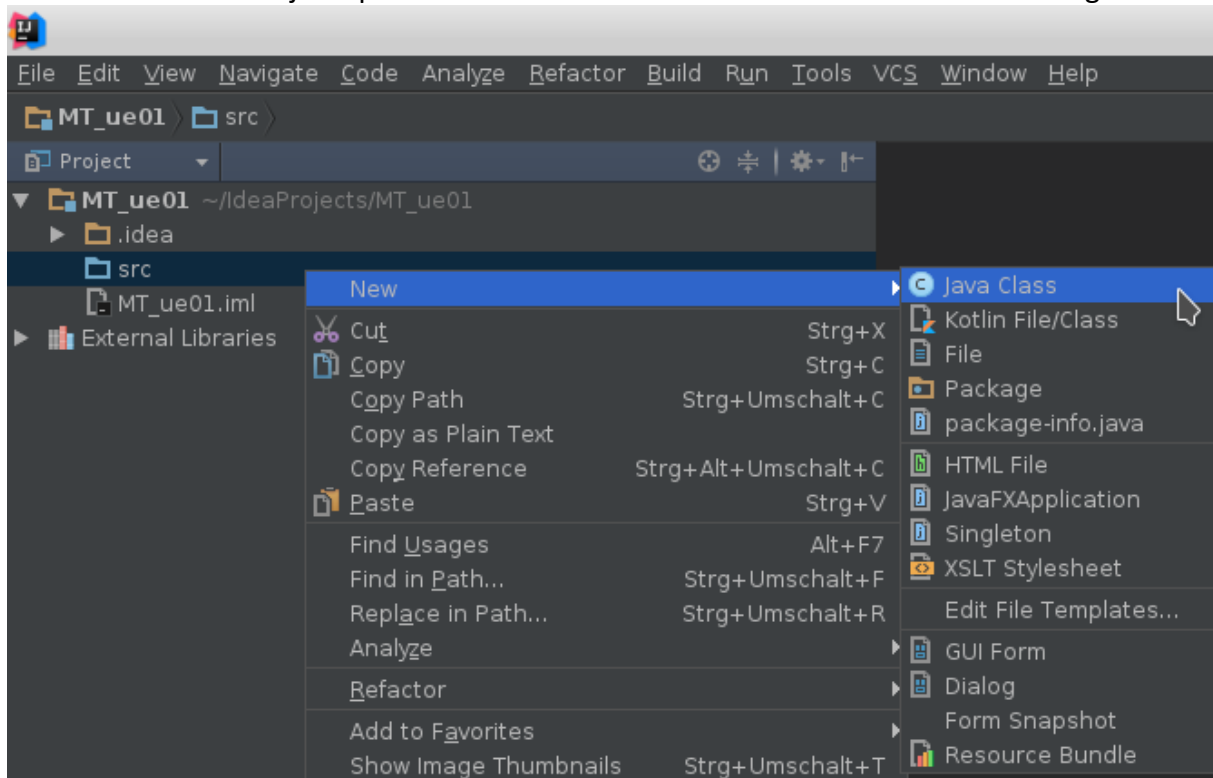 IJ
File Edit View Navigate Code Analyze Refactor Build Run Tools VCS Window Help
MT_ue01 src
Project
MT_ue01 ~/IdeaProjects/MT_ue01
.idea
src
MT_ue01.iml
External Libraries
New
Cut Strg+X
Copy Strg+C
Copy Path Strg+Umschalt+C
Copy as Plain Text
Copy Reference Strg+Alt+Umschalt+C
Paste Strg+V
Find Usages Alt+F7
Find in Path... Strg+Umschalt+F
Replace in Path... Strg+Umschalt+R
Analyze
Refactor
Add to Favorites
Show Image Thumbnails Strg+Umschalt+T
Java Class
Kotlin File/Class
File
Package
package-info.java
HTML File
JavaFXApplication
Singleton
XSLT Stylesheet
Edit File Templates...
GUI Form
Dialog
Form Snapshot
Resource Bundle